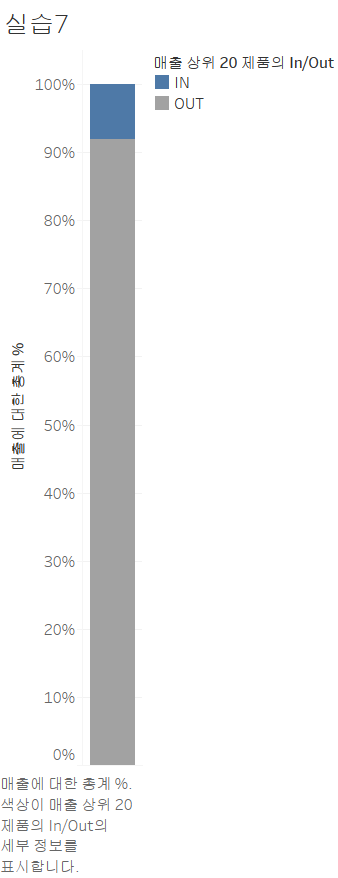 실습7
매출 상위 20 제품의 In/Out
IN
OUT
100%
90%
80%
70%
60%
50%
40%
30%
20%
10%
0%
매출에 대한 총계 %
매출에 대한 총계 %.
색상이 매출 상위 20
제품의 In/Out의
세부 정보를
표시합니다.